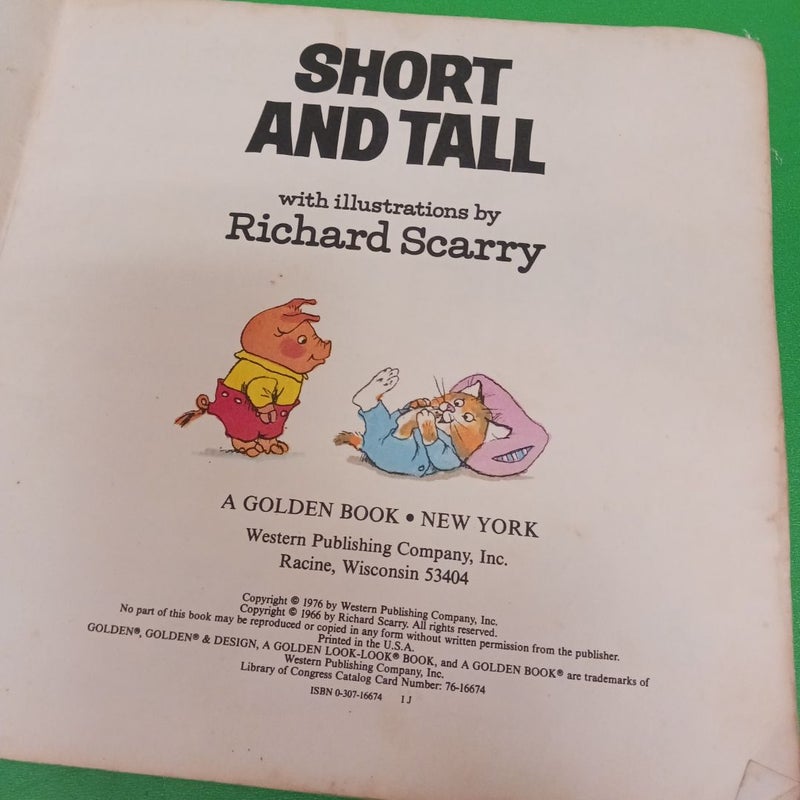 SHORT
AND TALL
with illustrations by
Richard Scarry
A GOLDEN BOOK • NEW YORK
Western Publishing Company, Inc.
Racine, Wisconsin 53404
Copyright © 1976 by Western Publishing Company, Inc.
Copyright © 1966 by Richard Scarry. All rights reserved.
No part of this book may be reproduced or copied in any form without written permission from the publisher.
Printed in the U.S.A.
GOLDEN®, GOLDEN® & DESIGN, A GOLDEN LOOK-LOOK® BOOK, and A GOLDEN BOOK® are trademarks of
Western Publishing Company, Inc.
Library of Congress Catalog Card Number: 76-16674
ISBN 0-307-16674 1 J